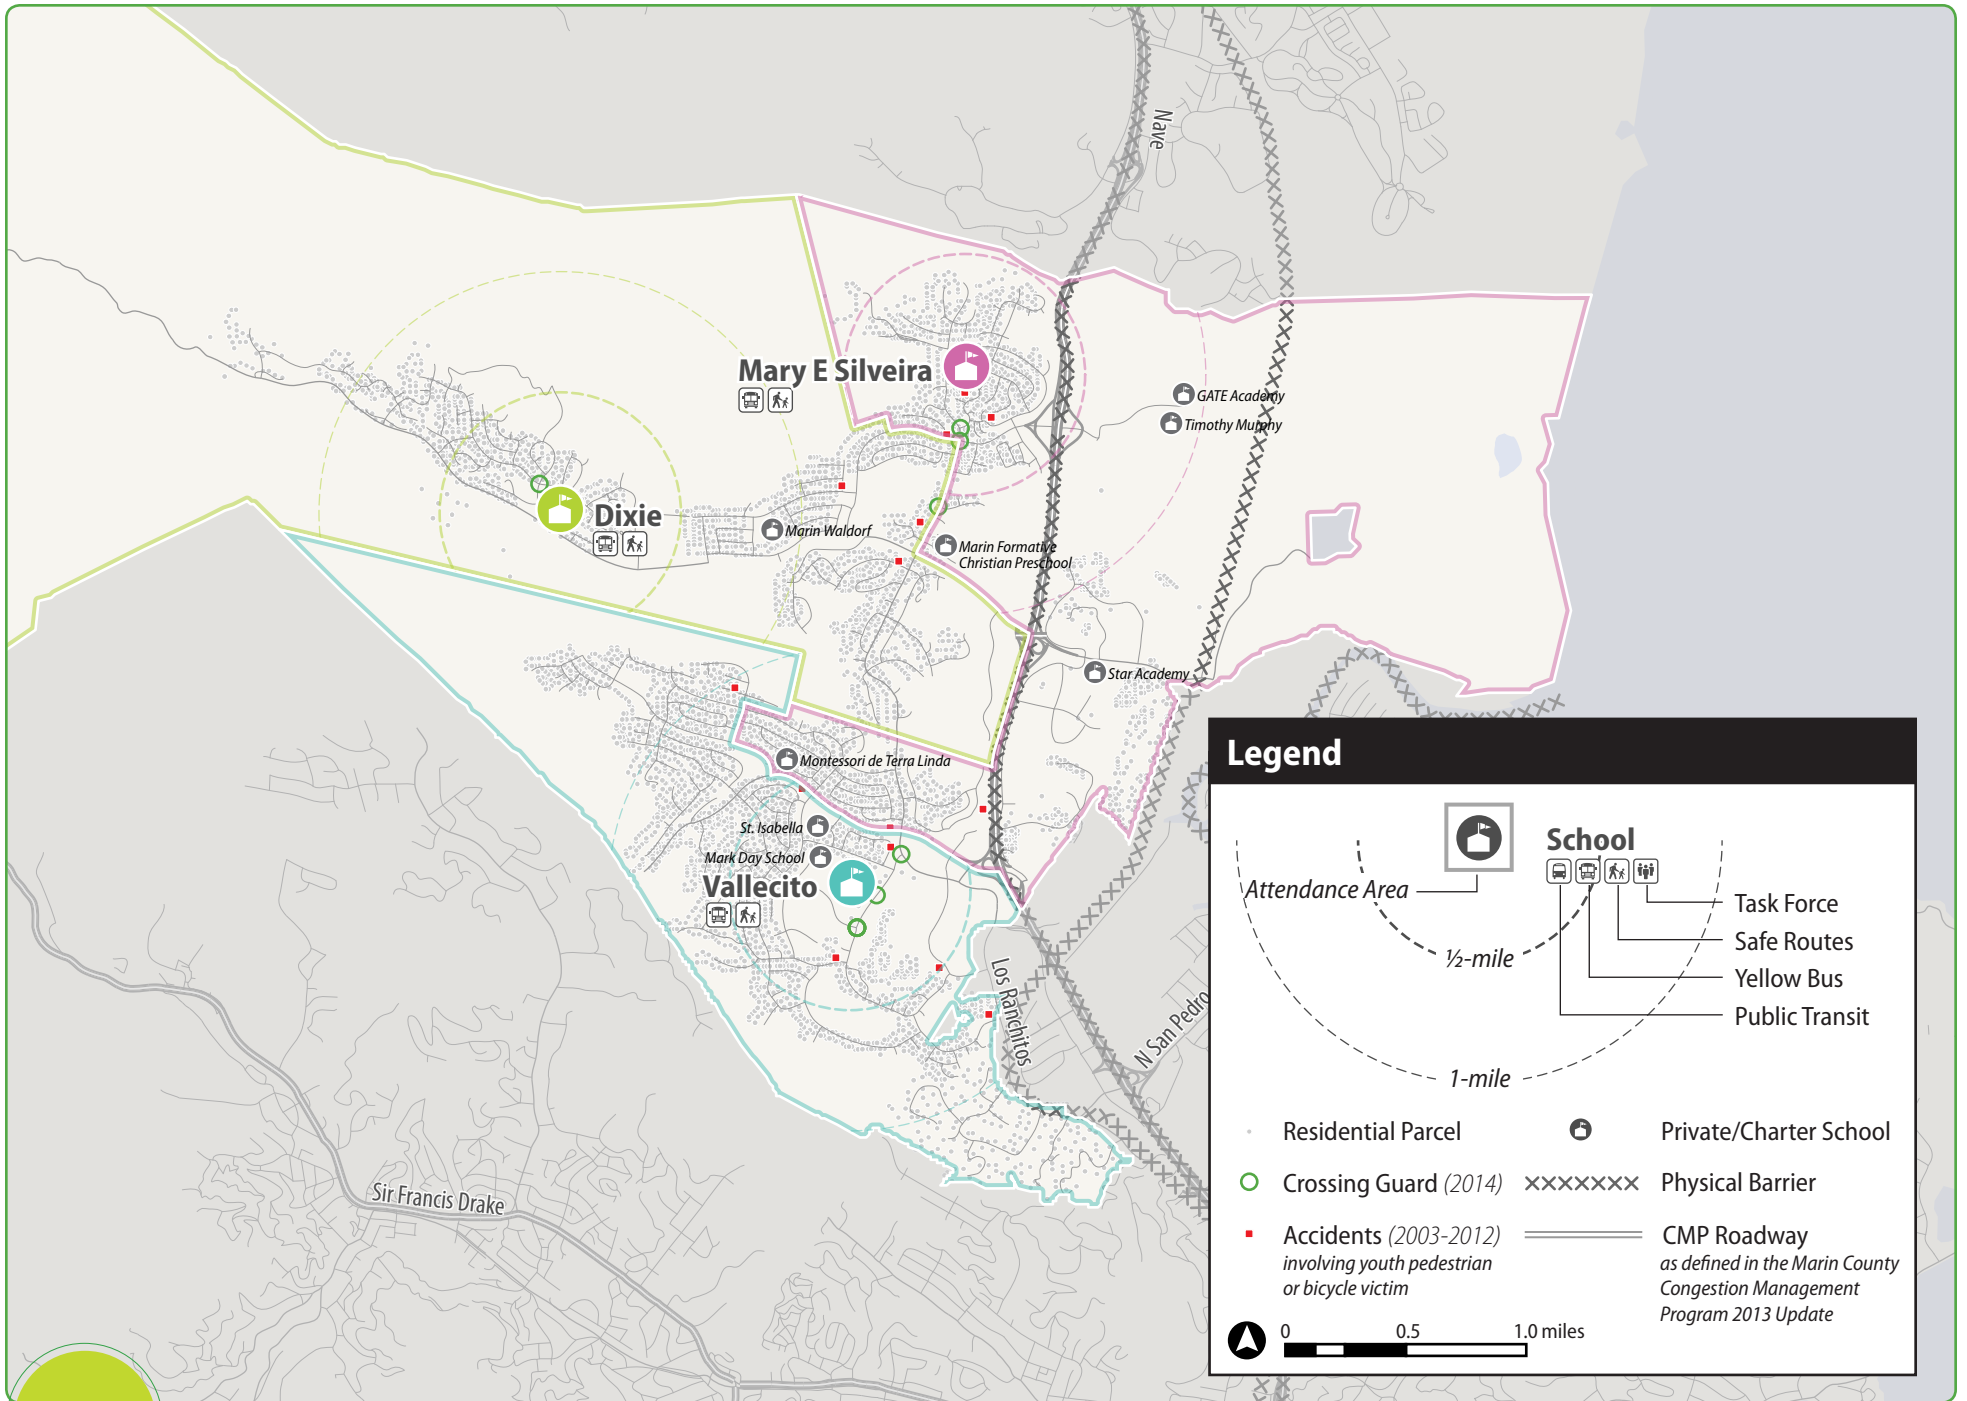 Nave
Mary E Silveira
GATE Academy
Timothy Murphy
Dixie
Marin Waldorf
Marin Formative
Christian Preschool
Star Academy
Montessori de Terra Linda
St. Isabella
Mark Day School
Vallecito
Los Ranchitos
N San Pedro
Sir Francis Drake
Legend
School
Attendance Area
Task Force
Safe Routes
½-mile
Yellow Bus
Public Transit
1-mile
Residential Parcel
Private/Charter School
Crossing Guard (2014)
Physical Barrier
Accidents (2003-2012)
involving youth pedestrian
or bicycle victim
CMP Roadway
as defined in the Marin County
Congestion Management
Program 2013 Update
0 0.5 1.0 miles